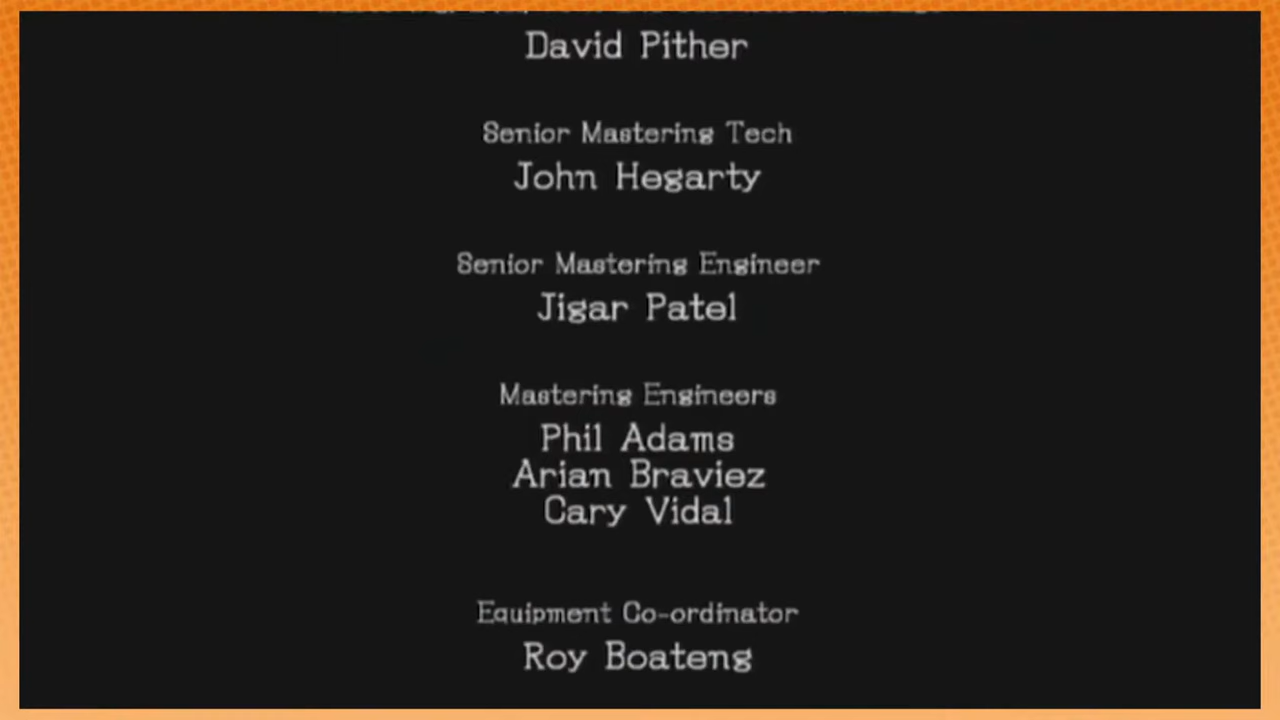 David Pither
Senior Mastering Tech
John Hegarty
Senior Mastering Engineer
Jigar Patel
Mastering Engineers
Phil Adams
Arian Braviez
Cary Vidal
Equipment Co-ordinator
Roy Boateng